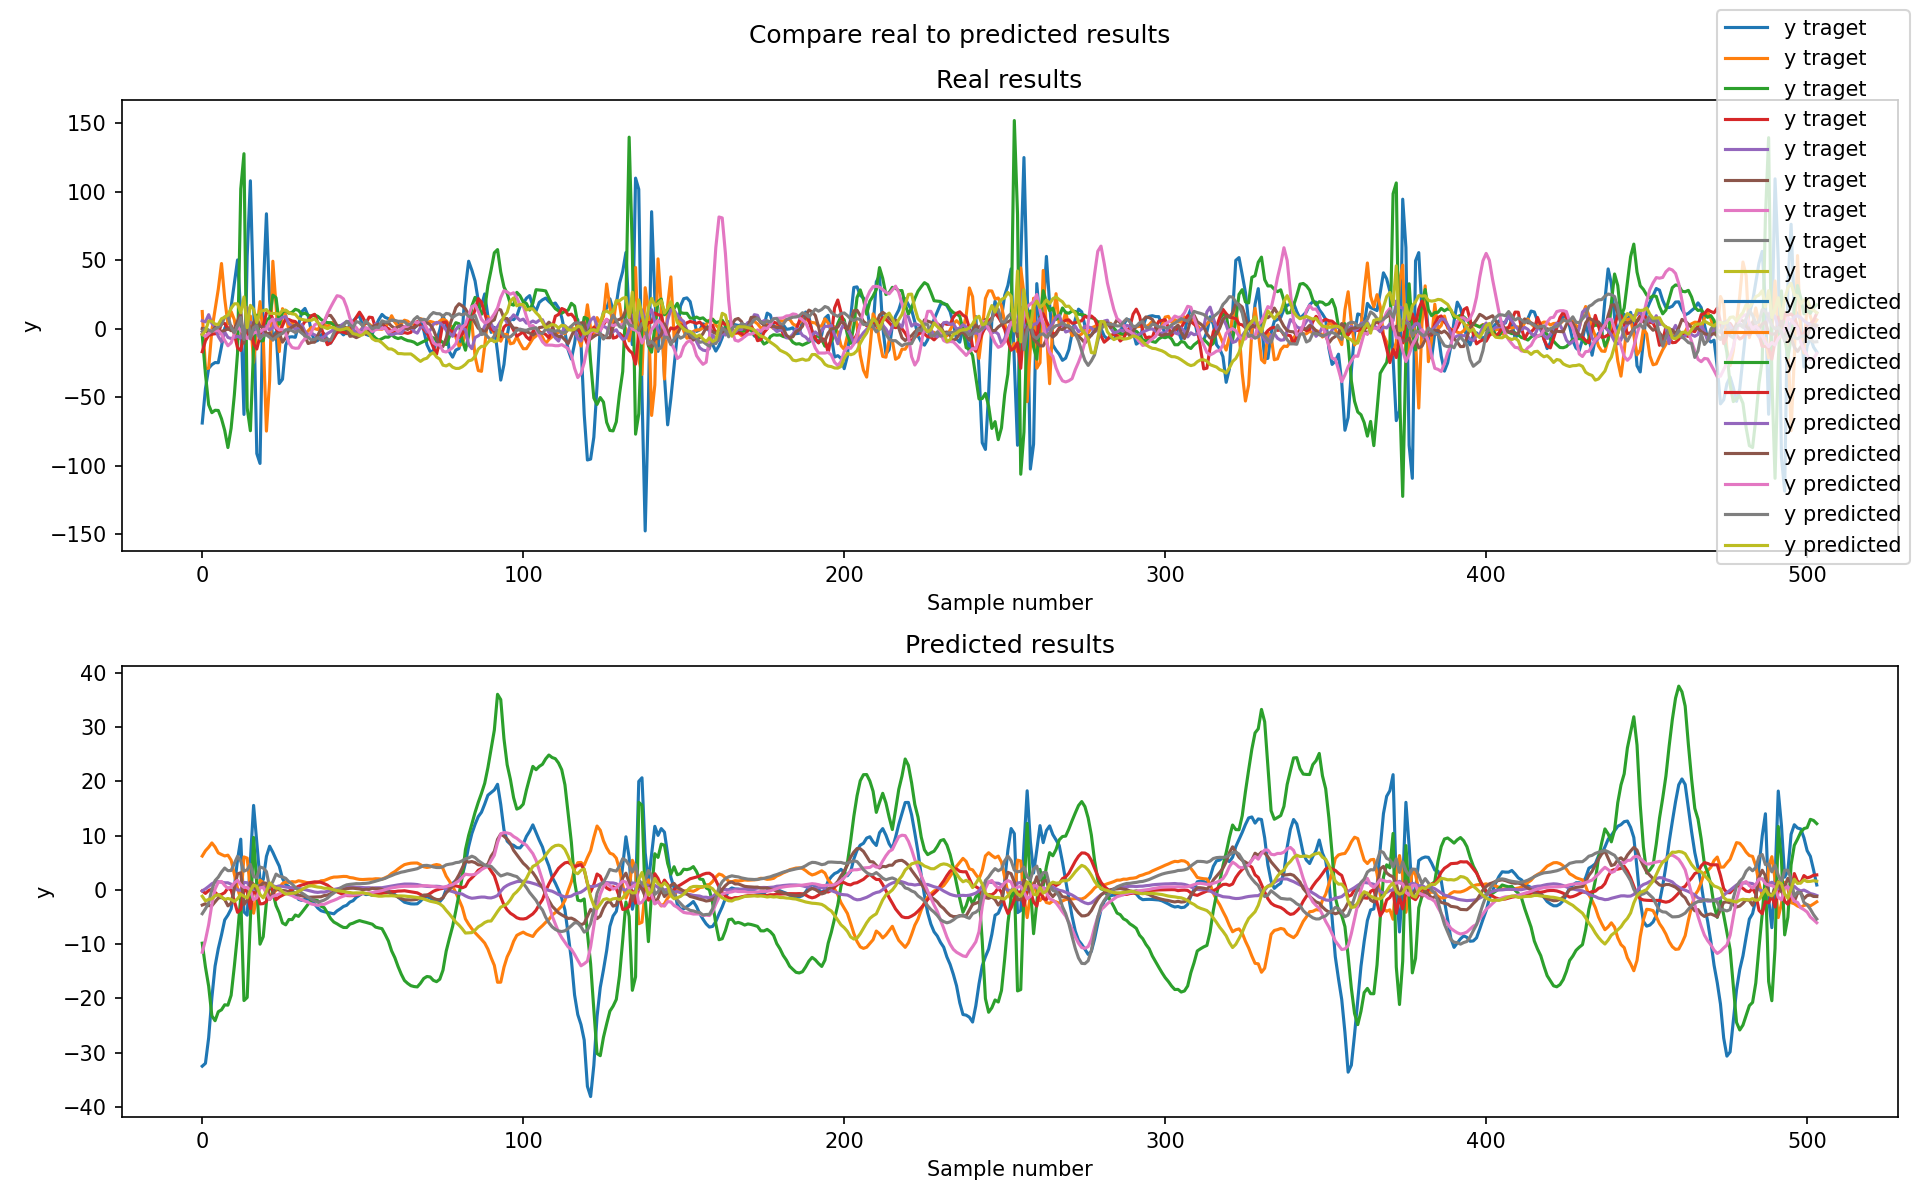 Compare real to predicted results
Real results
y traget
y traget
y traget
y traget
y traget
y traget
y traget
y traget
y traget
y predicted
y predicted
y predicted
y predicted
y predicted
y predicted
y predicted
y predicted
y predicted
150
100
50
0
−50
−100
−150
y
0 100 200 300 400 500
Sample number
Predicted results
40
30
20
10
0
−10
−20
−30
−40
y
0 100 200 300 400 500
Sample number